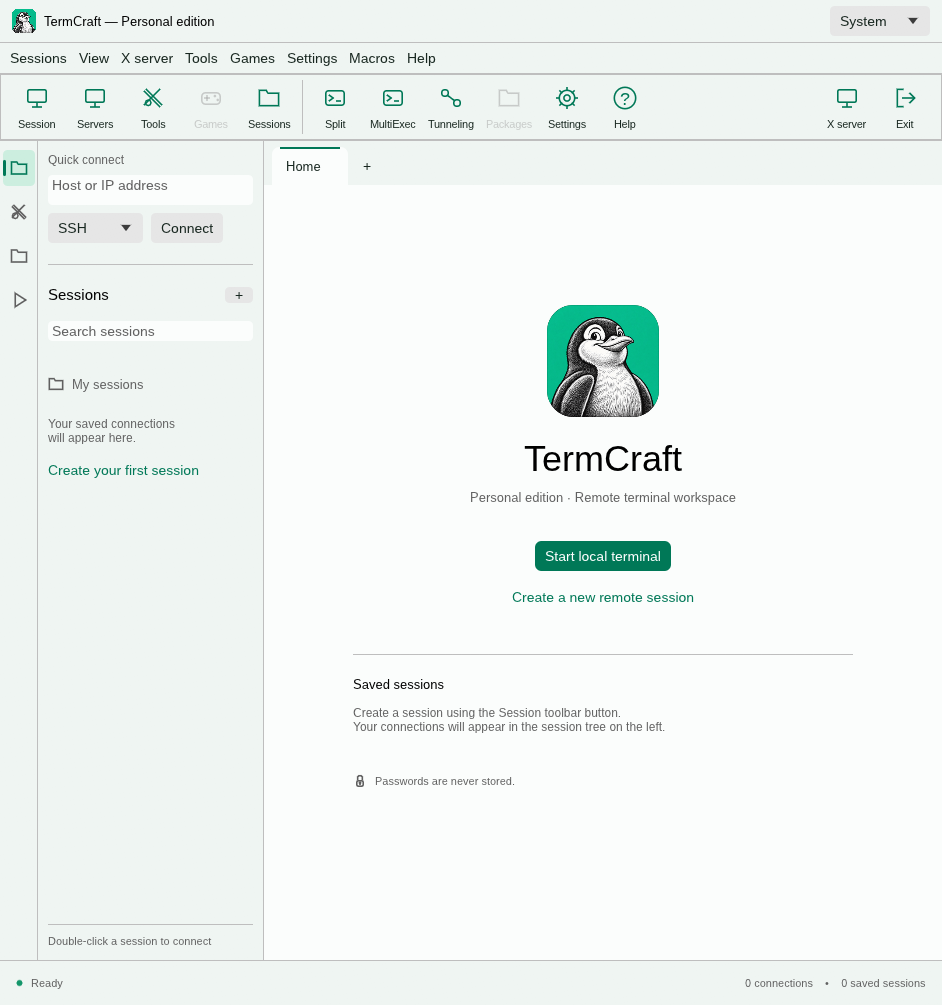 TermCraft — Personal edition
System
Sessions View X server Tools Games Settings Macros Help
Session Servers Tools Games Sessions Split MultiExec Tunneling Packages Settings Help X server Exit
Quick connect
Host or IP address
SSH Connect
Sessions +
Search sessions
My sessions
Your saved connections
will appear here.
Create your first session
Double-click a session to connect
Home +
TermCraft
Personal edition · Remote terminal workspace
Start local terminal
Create a new remote session
Saved sessions
Create a session using the Session toolbar button.
Your connections will appear in the session tree on the left.
Passwords are never stored.
Ready
0 connections • 0 saved sessions